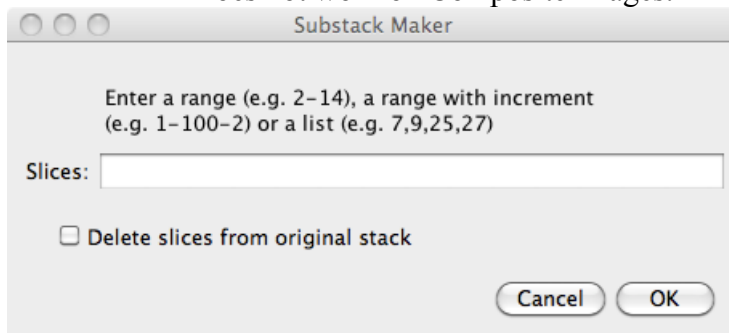 Substack Maker
Enter a range (e.g. 2–14), a range with increment
(e.g. 1–100–2) or a list (e.g. 7,9,25,27)
Slices:
Delete slices from original stack
Cancel OK